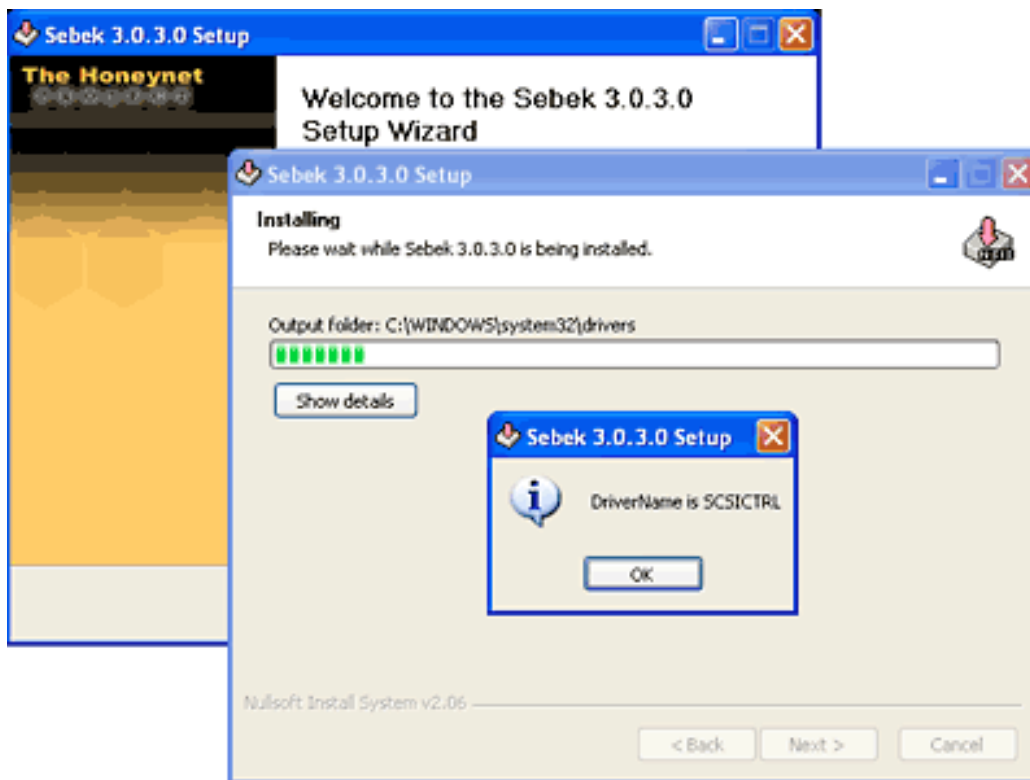 Sebek 3.0.3.0 Setup
The Honeynet
Welcome to the Sebek 3.0.3.0
Setup Wizard
Sebek 3.0.3.0 Setup
Installing
Please wait while Sebek 3.0.3.0 is being installed.
Output folder: C:\WINDOWS\system32\drivers
Show details
Sebek 3.0.3.0 Setup
DriverName is SCSICTRL
OK
Nullsoft Install System v2.06
< Back
Next >
Cancel